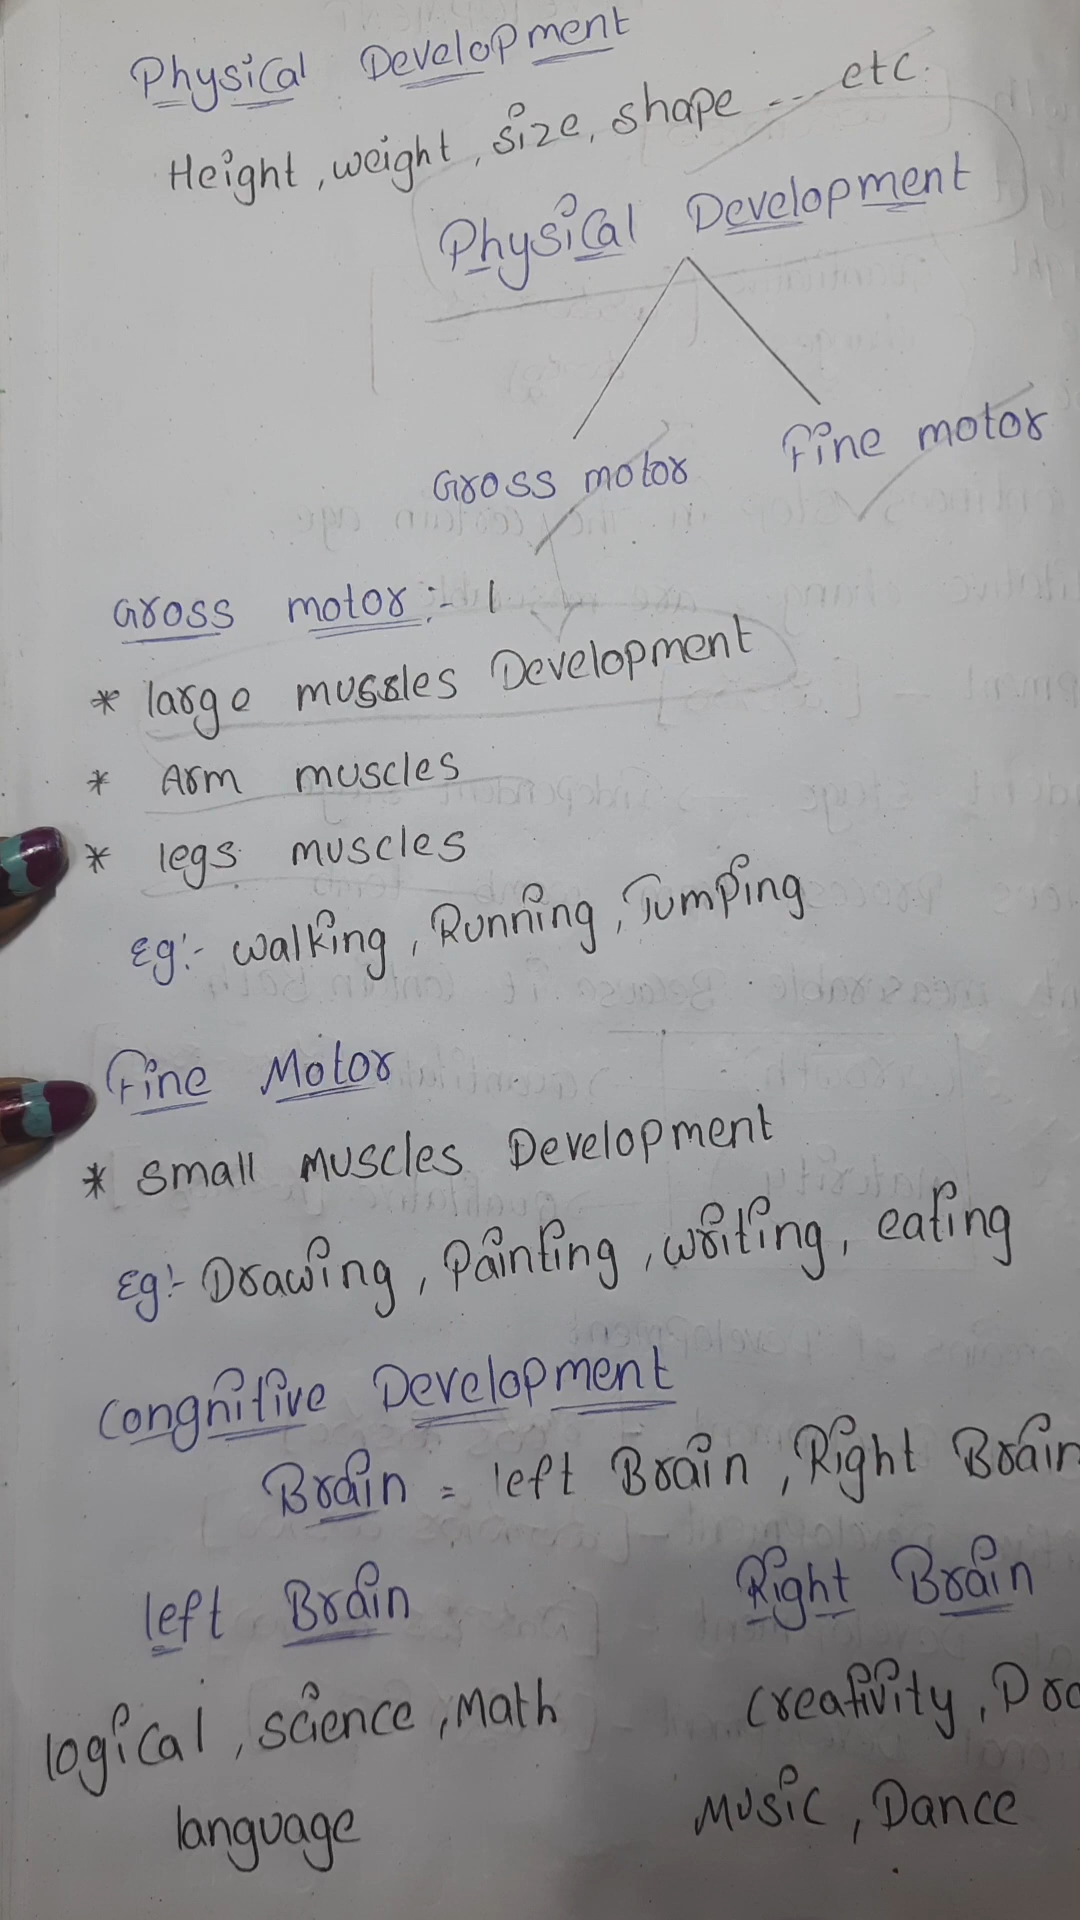 Physical Development
Height, weight, size, shape --- etc.
Physical Development
Gross motor
Fine motor
Gross motor :-
* large muscles Development
* Arm muscles
* legs muscles
Eg:- walking, Running, Jumping
Fine Motor
* small muscles Development
Eg:- Drawing, Painting, writing, eating
Congnitive Development
Brain = left Brain, Right Brain
left Brain
Right Brain
logical, science, Math
language
Creativity,
Music, Dance